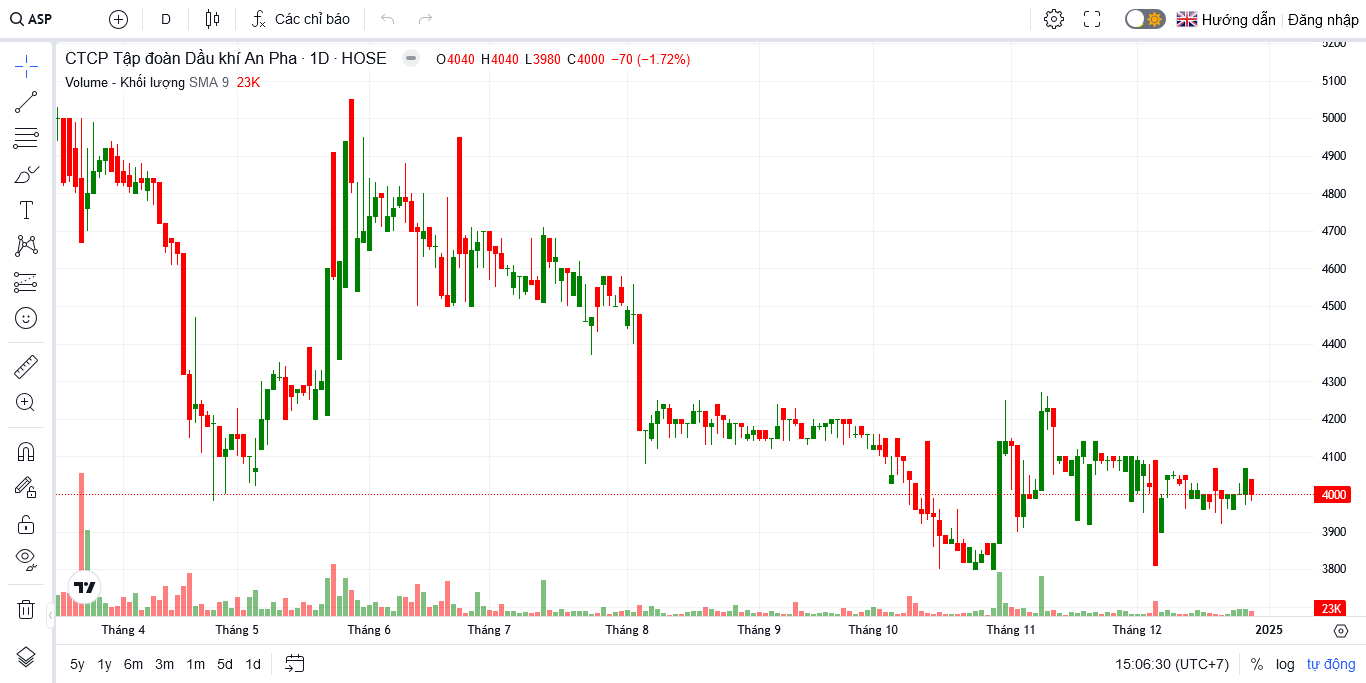 ASP D Các chỉ báo Hướng dẫn Đăng nhập
CTCP Tập đoàn Dầu khí An Pha · 1D · HOSE O4040 H4040 L3980 C4000 −70 (−1.72%)
Volume - Khối lượng SMA 9 23K
5200
5100
5000
4900
4800
4700
4600
4500
4400
4300
4200
4100
4000
3900
3800
23K
Tháng 4 Tháng 5 Tháng 6 Tháng 7 Tháng 8 Tháng 9 Tháng 10 Tháng 11 Tháng 12 2025
5y 1y 6m 3m 1m 5d 1d 15:06:30 (UTC+7) % log tự động